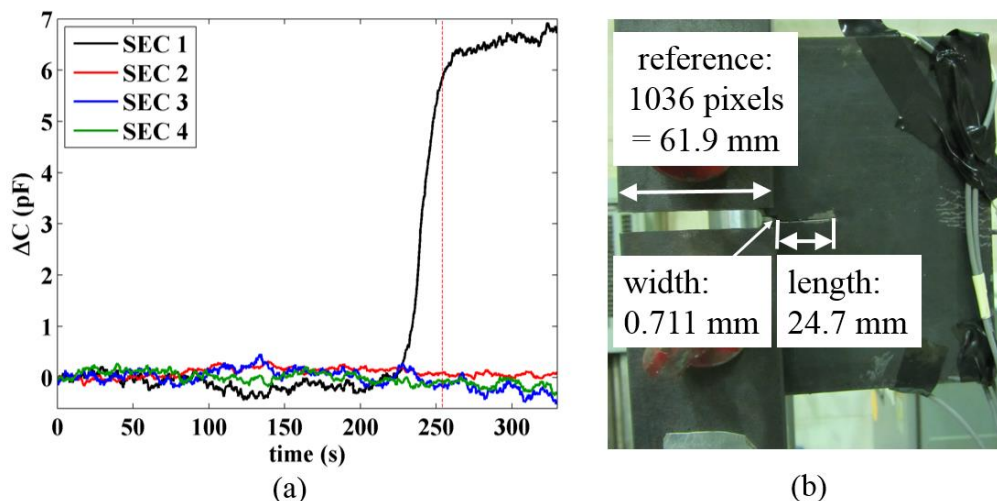 7
6
5
4
3
2
1
0
ΔC (pF)
SEC 1
SEC 2
SEC 3
SEC 4
0 50 100 150 200 250 300
time (s)
(a)
reference:
1036 pixels
= 61.9 mm
width:
0.711 mm
length:
24.7 mm
(b)